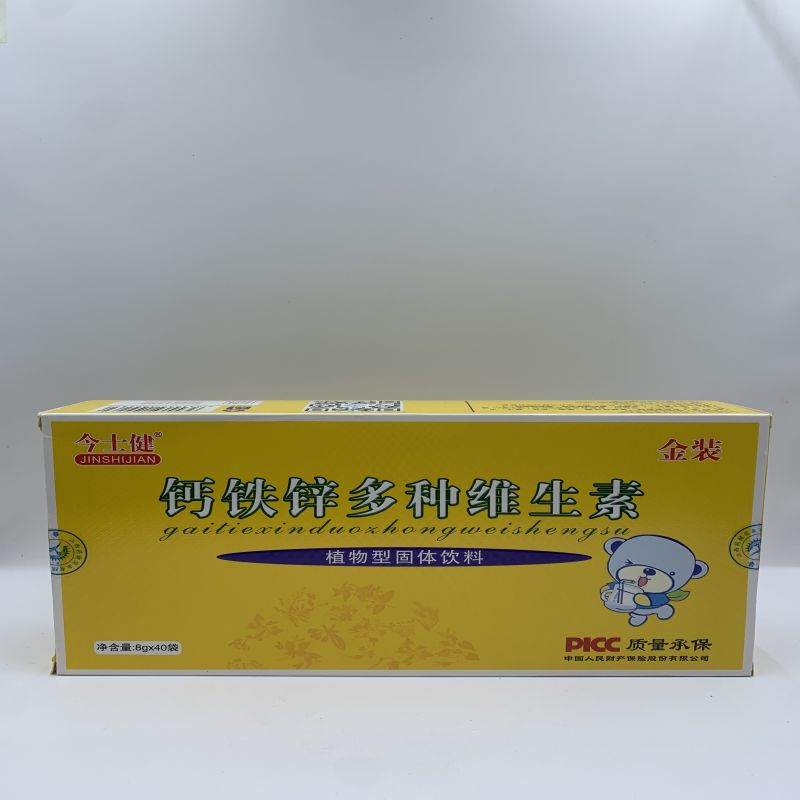 今士健®
JINSHIJIAN
金装
钙铁锌多种维生素
gaitiexinduozhongweishengsu
植物型固体饮料
净含量:8gx40袋
PICC 质量承保
中国人民财产保险股份有限公司